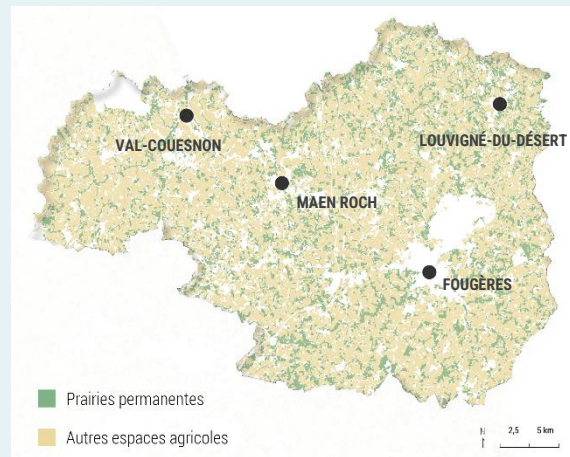 LOUVIGNÉ-DU-DÉSERT
VAL-COUESNON
MAEN ROCH
FOUGÈRES
Prairies permanentes
Autres espaces agricoles
N
2,5 5 km